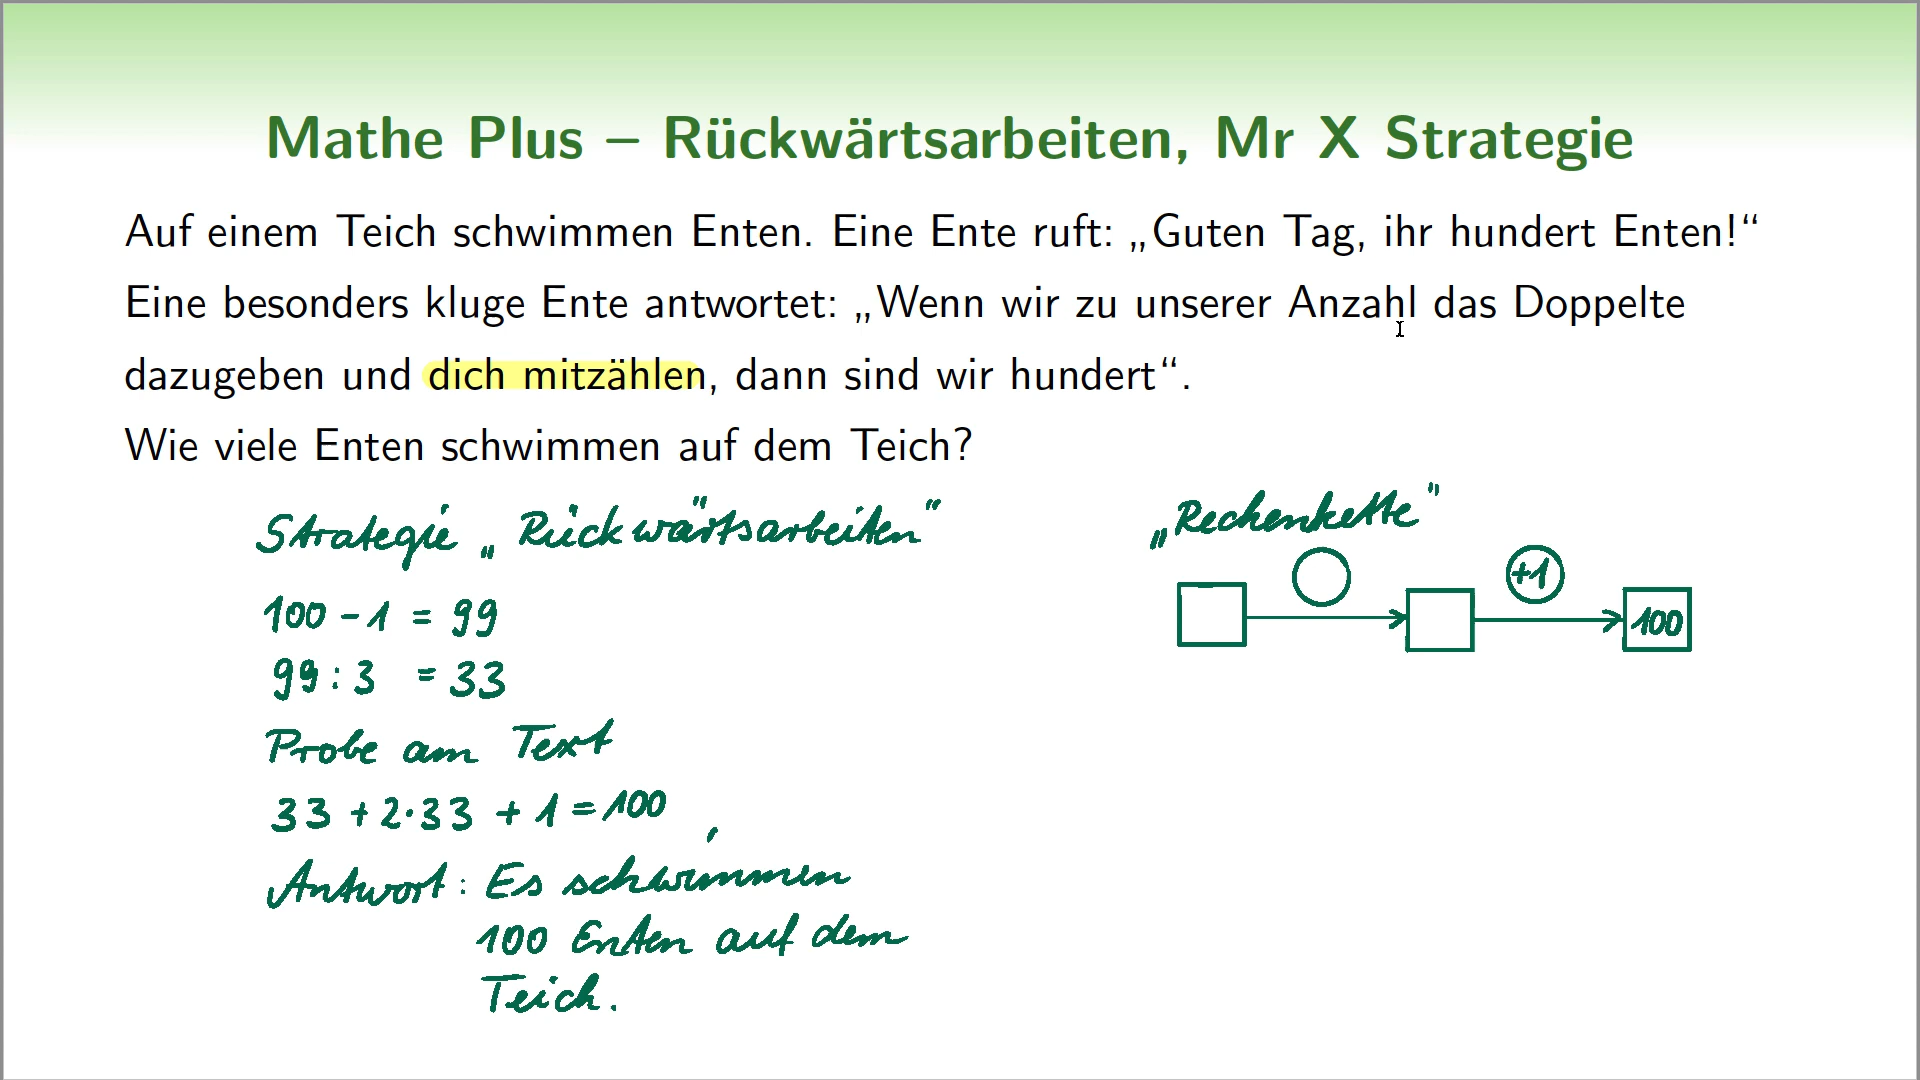 Mathe Plus – Rückwärtsarbeiten, Mr X Strategie
Auf einem Teich schwimmen Enten. Eine Ente ruft: „Guten Tag, ihr hundert Enten!“
Eine besonders kluge Ente antwortet: „Wenn wir zu unserer Anzahl das Doppelte
dazugeben und dich mitzählen, dann sind wir hundert“.
Wie viele Enten schwimmen auf dem Teich?
Strategie „Rückwärtsarbeiten“
100 - 1 = 99
99 : 3 = 33
Probe am Text
33 + 2·33 + 1 = 100
Antwort: Es schwimmen
100 Enten auf dem
Teich.
„Rechenkette"
+1
100